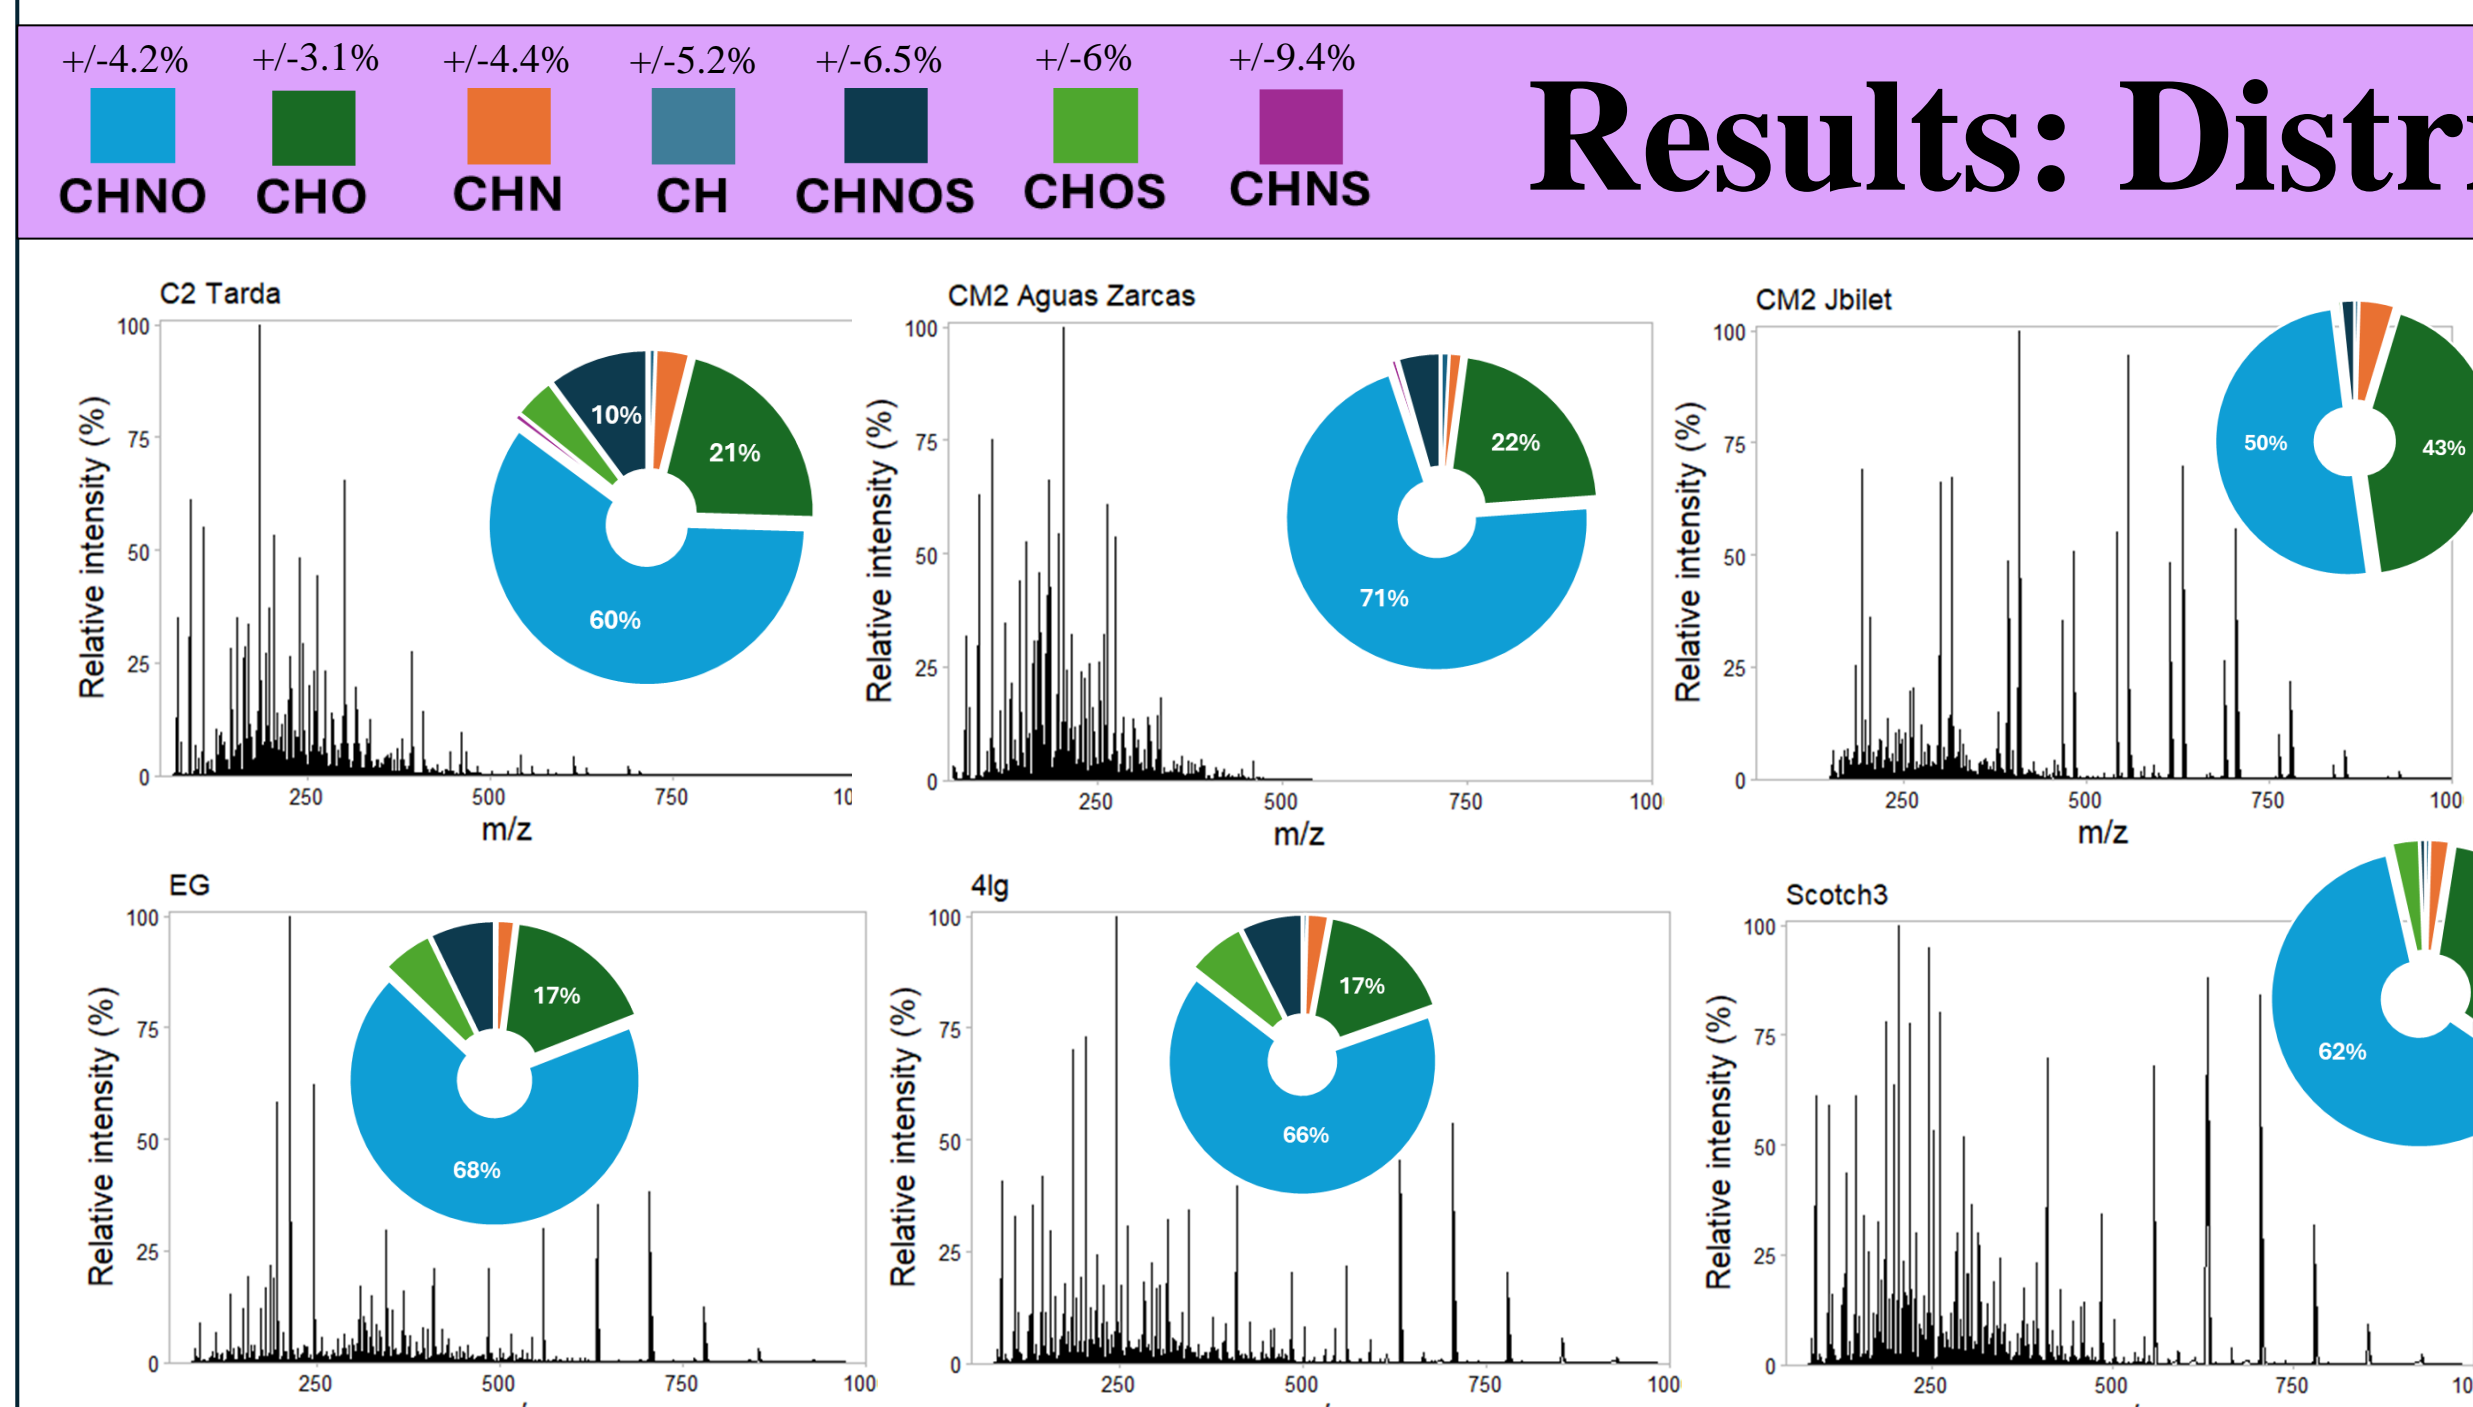 +/-4.2% +/-3.1% +/-4.4% +/-5.2% +/-6.5% +/-6% +/-9.4%
CHNO CHO CHN CH CHNOS CHOS CHNS
Results: Distr
C2 Tarda
Relative intensity (%)
100
75
50
25
0
250 500 750 10
m/z
10%
21%
60%
CM2 Aguas Zarcas
Relative intensity (%)
100
75
50
25
0
250 500 750 100
m/z
22%
71%
CM2 Jbilet
Relative intensity (%)
100
75
50
25
0
250 500 750 100
m/z
50%
43%
EG
Relative intensity (%)
100
75
50
25
0
250 500 750 100
17%
68%
4Ig
Relative intensity (%)
100
75
50
25
0
250 500 750 100
17%
66%
Scotch3
Relative intensity (%)
100
75
50
25
0
250 500 750 10
62%